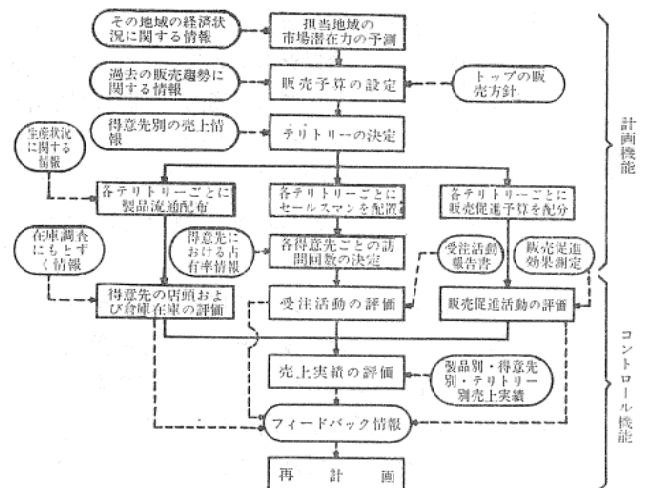 その地域の経済状
況に関する情報
担当地域の
市場潜在力の予測
過去の販売趨勢に
関する情報
販売予算の設定
トップの販
売方針
得意先別の売上情
報
テリトリーの決定
生産状況
に関する
情報
各テリトリーごとに
製品流通配布
各テリトリーごとに
セールスマンを配置
各テリトリーごとに
販売促進予算を配分
在庫調査
にもとず
く情報
得意先に
おける占
有率情報
各得意先ごとの訪
問回数の決定
受注活動
報告書
販売促進
効果測定
得意先の店頭およ
び倉庫在庫の評価
受注活動の評価
販売促進活動の評価
売上実績の評価
製品別・得意先
別・テリトリー
別売上実績
フィードバック情報
再計画
計画機能
コントロール機能